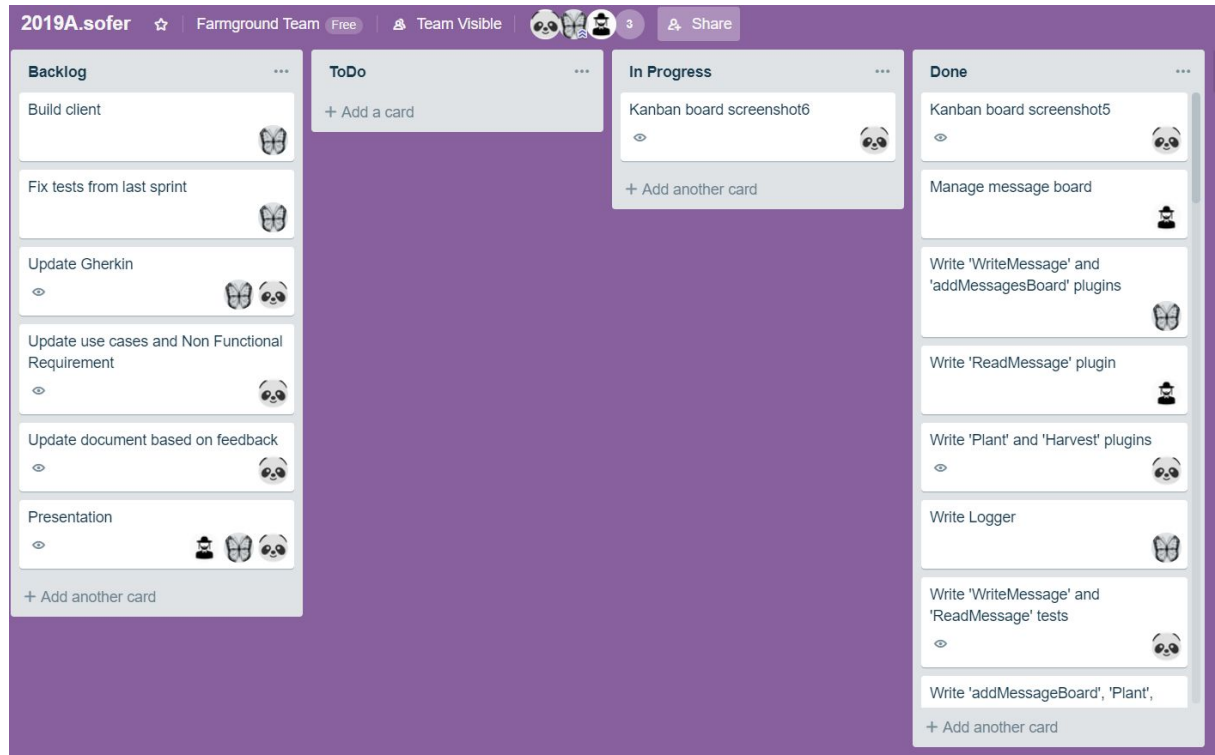 2019A.sofer
Farmground Team Free
Team Visible
3
Share
Backlog
Build client
Fix tests from last sprint
Update Gherkin
Update use cases and Non Functional
Requirement
Update document based on feedback
Presentation
+ Add another card
ToDo
+ Add a card
In Progress
Kanban board screenshot6
+ Add another card
Done
Kanban board screenshot5
Manage message board
Write 'WriteMessage' and
'addMessagesBoard' plugins
Write 'ReadMessage' plugin
Write 'Plant' and 'Harvest' plugins
Write Logger
Write 'WriteMessage' and
'ReadMessage' tests
Write 'addMessageBoard', 'Plant',
+ Add another card